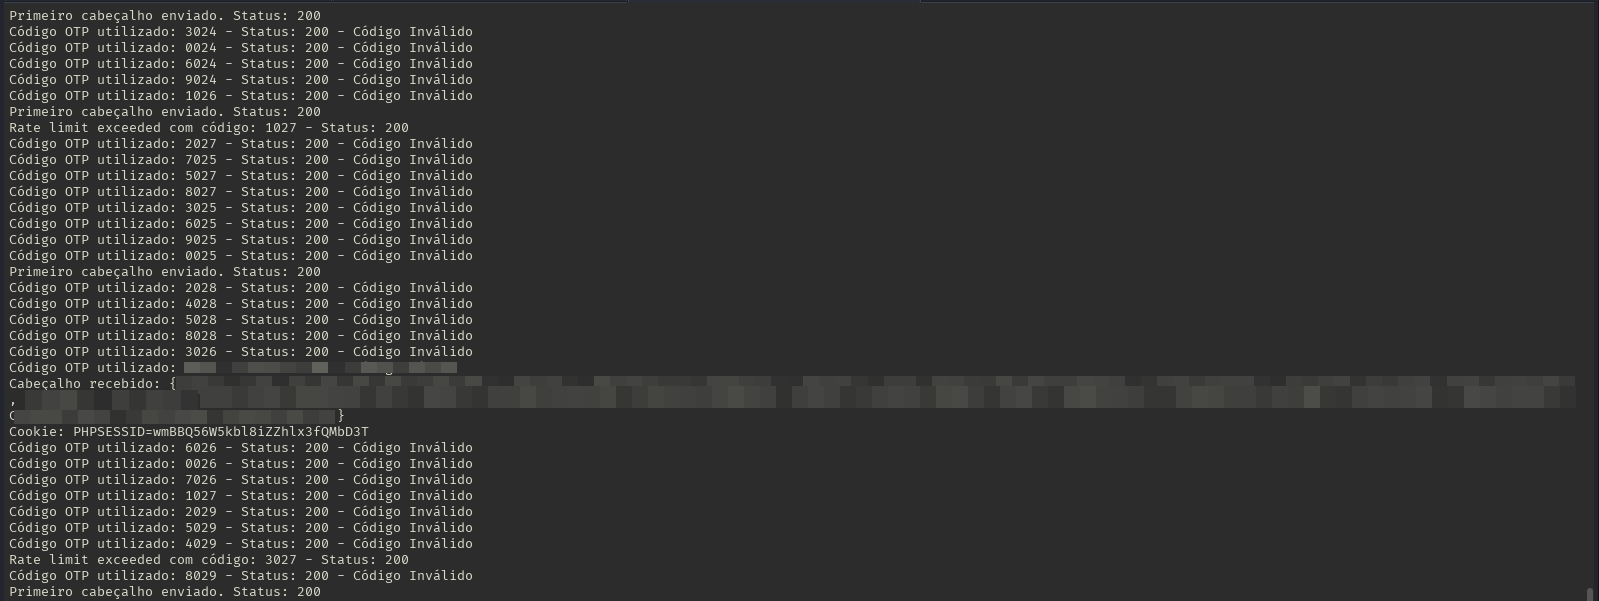 Primeiro cabeçalho enviado. Status: 200
Código OTP utilizado: 3024 - Status: 200 - Código Inválido
Código OTP utilizado: 0024 - Status: 200 - Código Inválido
Código OTP utilizado: 6024 - Status: 200 - Código Inválido
Código OTP utilizado: 9024 - Status: 200 - Código Inválido
Código OTP utilizado: 1026 - Status: 200 - Código Inválido
Primeiro cabeçalho enviado. Status: 200
Rate limit exceeded com código: 1027 - Status: 200
Código OTP utilizado: 2027 - Status: 200 - Código Inválido
Código OTP utilizado: 7025 - Status: 200 - Código Inválido
Código OTP utilizado: 5027 - Status: 200 - Código Inválido
Código OTP utilizado: 8027 - Status: 200 - Código Inválido
Código OTP utilizado: 3025 - Status: 200 - Código Inválido
Código OTP utilizado: 6025 - Status: 200 - Código Inválido
Código OTP utilizado: 9025 - Status: 200 - Código Inválido
Código OTP utilizado: 0025 - Status: 200 - Código Inválido
Primeiro cabeçalho enviado. Status: 200
Código OTP utilizado: 2028 - Status: 200 - Código Inválido
Código OTP utilizado: 4028 - Status: 200 - Código Inválido
Código OTP utilizado: 5028 - Status: 200 - Código Inválido
Código OTP utilizado: 8028 - Status: 200 - Código Inválido
Código OTP utilizado: 3026 - Status: 200 - Código Inválido
Código OTP utilizado:
Cabeçalho recebido: {
,
}
Cookie: PHPSESSID=wmBBQ56W5kbl8iZZhlx3fQMbD3T
Código OTP utilizado: 6026 - Status: 200 - Código Inválido
Código OTP utilizado: 0026 - Status: 200 - Código Inválido
Código OTP utilizado: 7026 - Status: 200 - Código Inválido
Código OTP utilizado: 1027 - Status: 200 - Código Inválido
Código OTP utilizado: 2029 - Status: 200 - Código Inválido
Código OTP utilizado: 5029 - Status: 200 - Código Inválido
Código OTP utilizado: 4029 - Status: 200 - Código Inválido
Rate limit exceeded com código: 3027 - Status: 200
Código OTP utilizado: 8029 - Status: 200 - Código Inválido
Primeiro cabeçalho enviado. Status: 200